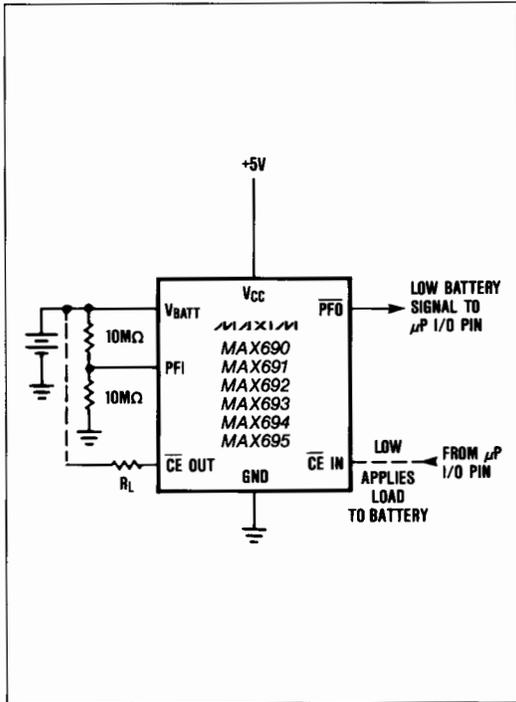 +5V
VCC
VBATT
PFO
LOW BATTERY
SIGNAL TO
μP I/O PIN
10MΩ
MAXIM
PFI
MAX690
MAX691
MAX692
MAX693
MAX694
MAX695
10MΩ
CE OUT
CE IN
RL
GND
LOW
APPLIES
LOAD
TO BATTERY
FROM μP
I/O PIN